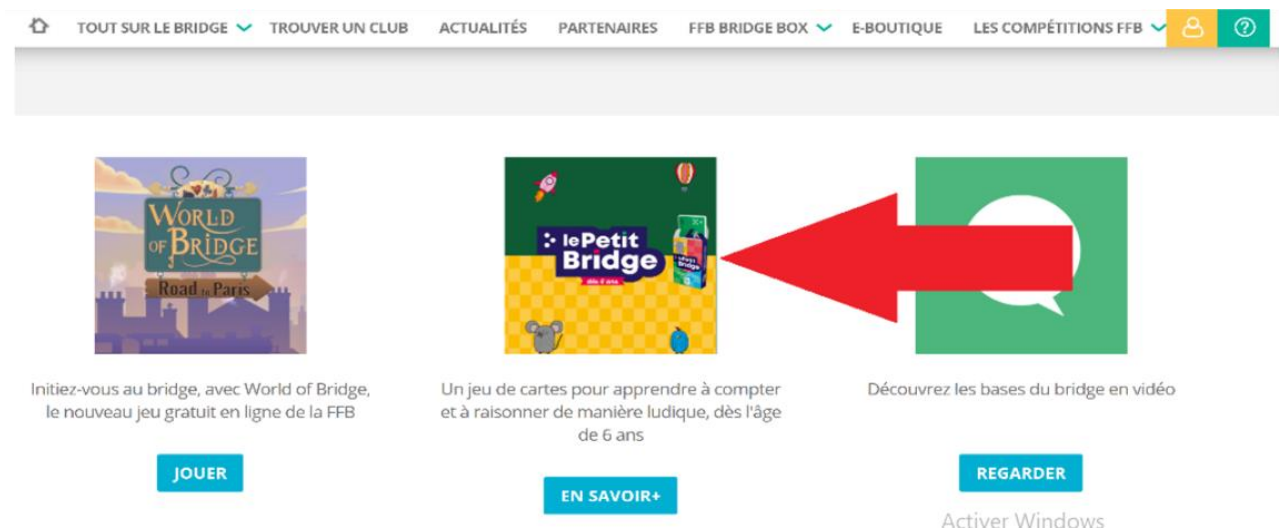 TOUT SUR LE BRIDGE TROUVER UN CLUB ACTUALITÉS PARTENAIRES FFB BRIDGE BOX E-BOUTIQUE LES COMPÉTITIONS FFB
WORLD
OF BRIDGE
Road to Paris
le Petit
Bridge
dès 6 ans
Initiez-vous au bridge, avec World of Bridge,
le nouveau jeu gratuit en ligne de la FFB
JOUER
Un jeu de cartes pour apprendre à compter
et à raisonner de manière ludique, dès l'âge
de 6 ans
EN SAVOIR+
Découvrez les bases du bridge en vidéo
REGARDER
Activer Windows